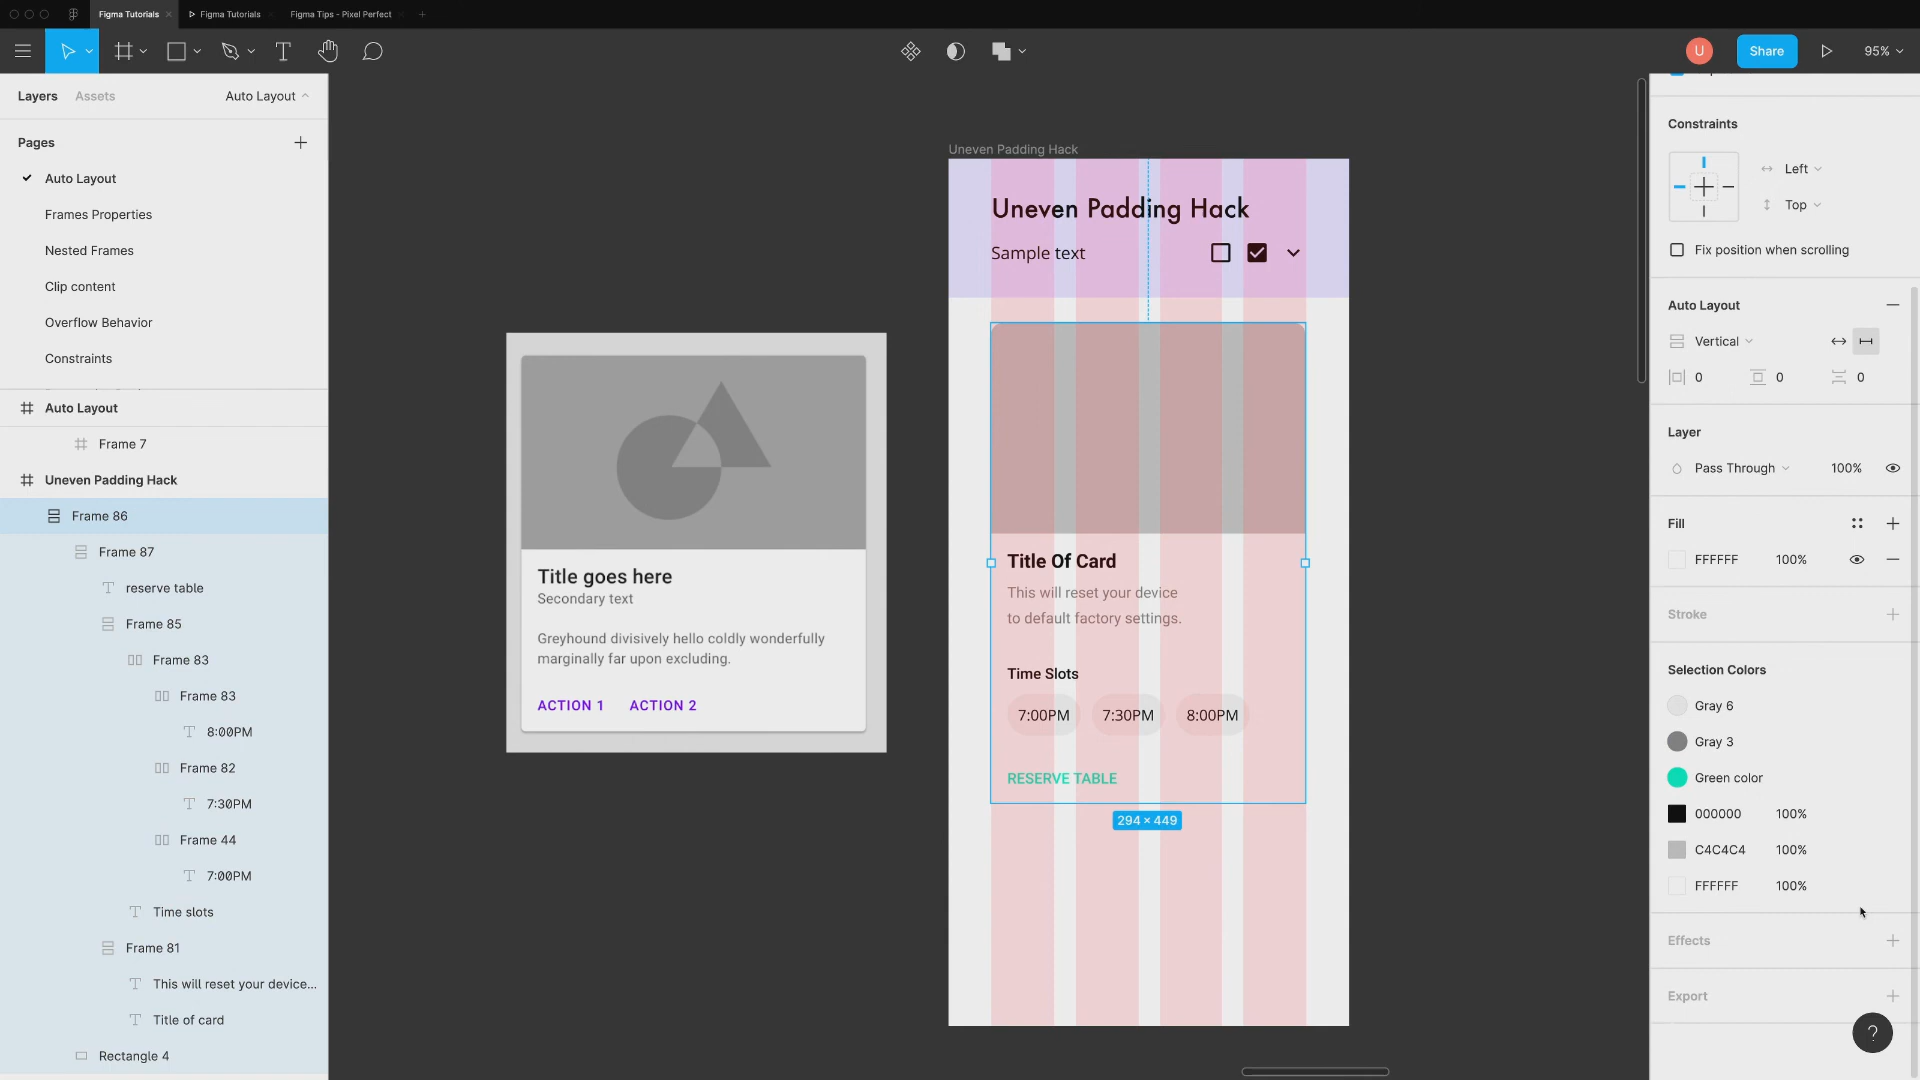 Figma Tutorials
Figma Tutorials
Figma Tips - Pixel Perfect
U
Share
95%
Layers
Assets
Auto Layout
Pages
Auto Layout
Frames Properties
Nested Frames
Clip content
Overflow Behavior
Constraints
Auto Layout
Frame 7
Uneven Padding Hack
Frame 86
Frame 87
reserve table
Frame 85
Frame 83
Frame 83
8:00PM
Frame 82
7:30PM
Frame 44
7:00PM
Time slots
Frame 81
This will reset your device...
Title of card
Rectangle 4
Title goes here
Secondary text
Greyhound divisively hello coldly wonderfully
marginally far upon excluding.
ACTION 1 ACTION 2
Uneven Padding Hack
Uneven Padding Hack
Sample text
Title Of Card
This will reset your device
to default factory settings.
Time Slots
7:00PM 7:30PM 8:00PM
RESERVE TABLE
294 × 449
Constraints
Left
Top
Fix position when scrolling
Auto Layout
Vertical
0 0 0
Layer
Pass Through 100%
Fill
FFFFFF 100%
Stroke
Selection Colors
Gray 6
Gray 3
Green color
000000 100%
C4C4C4 100%
FFFFFF 100%
Effects
Export
?